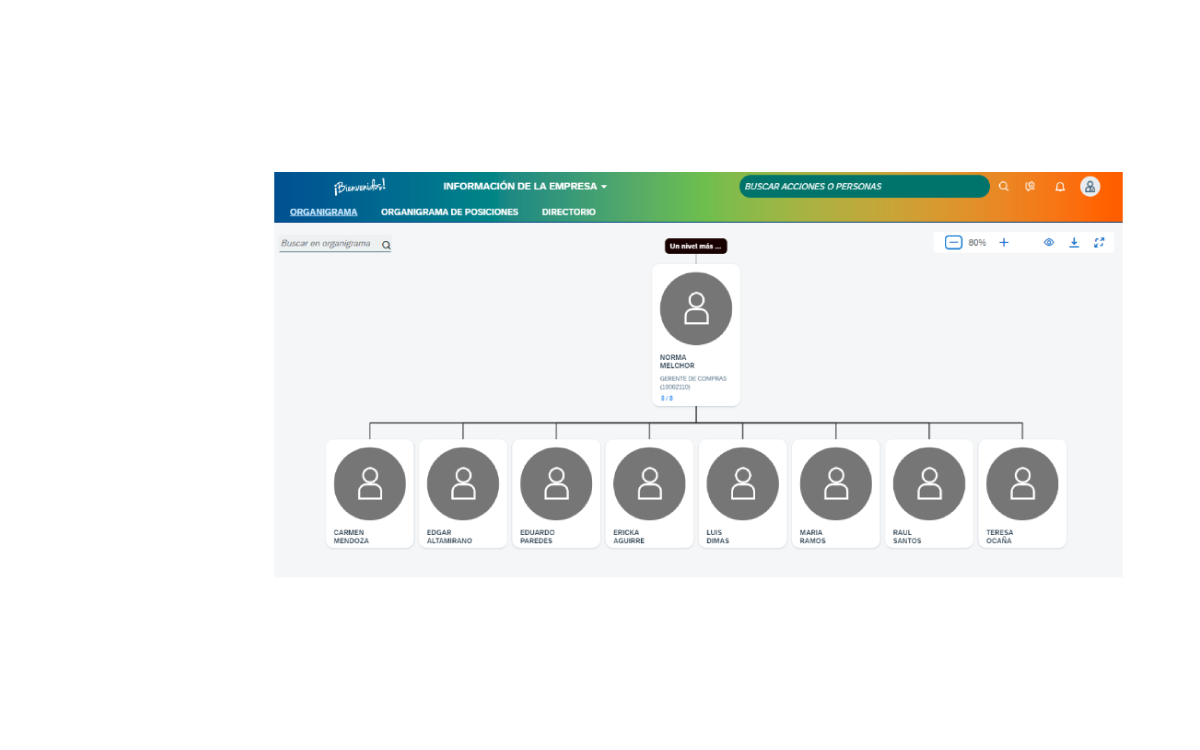 ¡Bienvenidos!
INFORMACIÓN DE LA EMPRESA
BUSCAR ACCIONES O PERSONAS
ORGANIGRAMA
ORGANIGRAMA DE POSICIONES
DIRECTORIO
Buscar en organigrama
Un nivel más ...
80%
NORMA
MELCHOR
GERENTE DE COMPRAS
(10002110)
8 / 8
CARMEN
MENDOZA
EDGAR
ALTAMIRANO
EDUARDO
PAREDES
ERICKA
AGUIRRE
LUIS
DIMAS
MARIA
RAMOS
RAUL
SANTOS
TERESA
OCAÑA